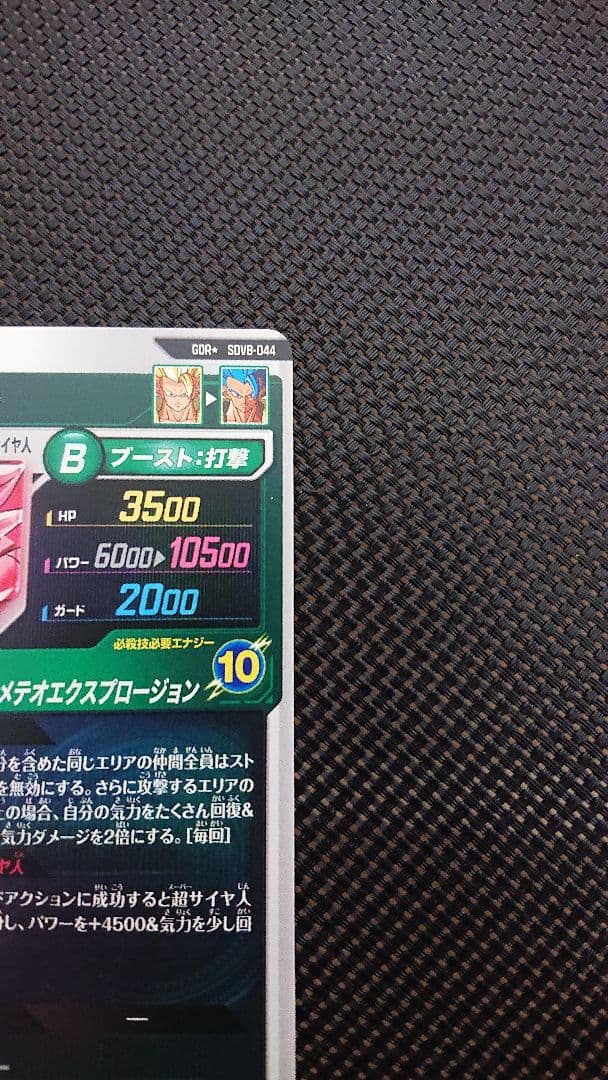 GDR★ SDV8-044
イヤ人
B ブースト:打撃
HP 3500
パワー 6000▶10500
ガード 2000
必殺技必要エナジー
10
メテオエクスプロージョン
を含めた同じエリアの仲間全員はスト
を無効にする。さらに攻撃するエリアの
の場合、自分の気力をたくさん回復&
気力ダメージを2倍にする。[毎回]
ヤ人
アクションに成功すると超サイヤ人
し、パワーを+4500&気力を少し回
ー